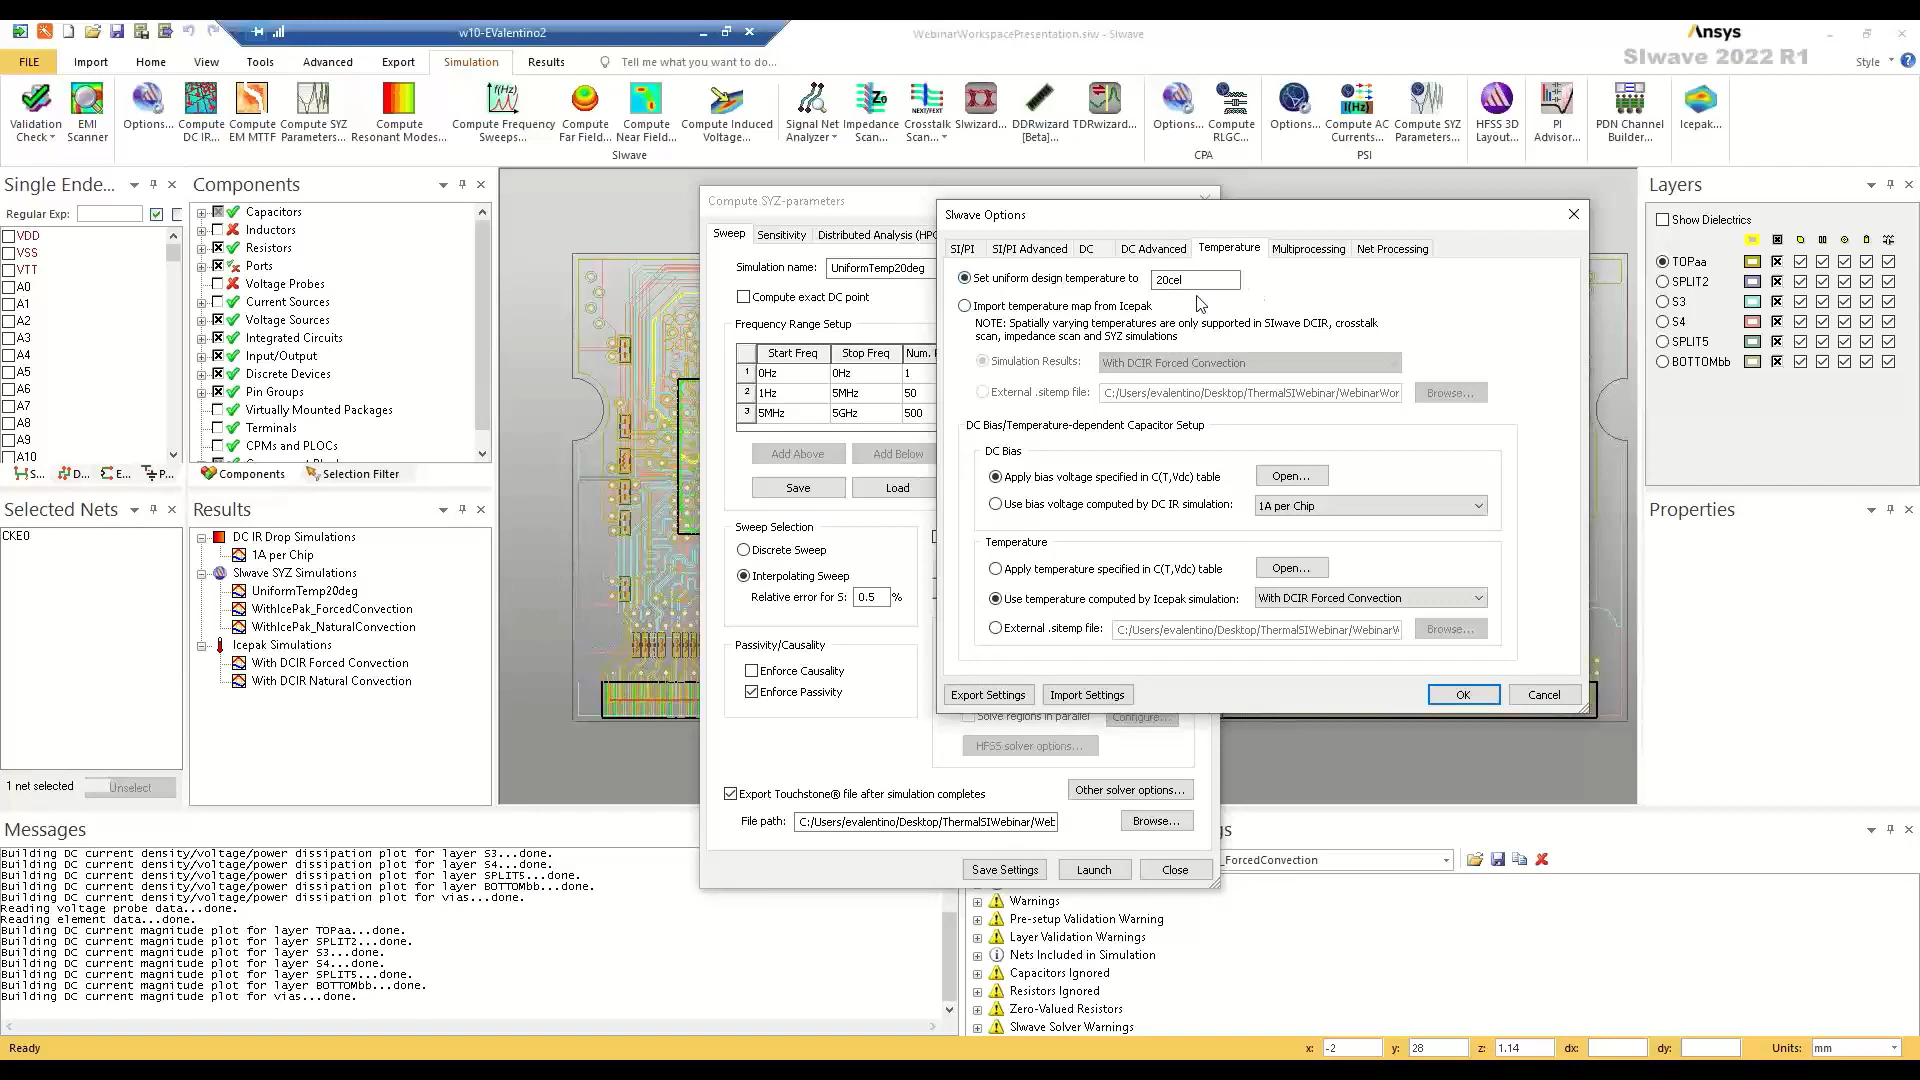 w10-EValentino2
WebinarWorkspacePresentation.siw - SIwave
Ansys
SIwave 2022 R1
FILE Import Home View Tools Advanced Export Simulation Results Tell me what you want to do... Style
Validation Check
EMI Scanner
Options...
Compute DC IR...
Compute EM MTTF
Compute SYZ Parameters...
Compute Resonant Modes...
Compute Frequency Sweeps...
Compute Far Field...
Compute Near Field...
Compute Induced Voltage...
Signal Net Analyzer
Impedance Scan...
Crosstalk Scan...
SIwizard...
DDRwizard [Beta]...
TDRwizard...
Options...
Compute RLGC...
Options...
Compute AC Currents...
Compute SYZ Parameters...
HFSS 3D Layout...
PI Advisor...
PDN Channel Builder...
Icepak...
SIwave CPA PSI
Single Ende...
Regular Exp:
VDD
VSS
VTT
A0
A1
A2
A3
A4
A5
A6
A7
A8
A9
A10
S... D... E... P...
Components
Capacitors
Inductors
Resistors
Ports
Voltage Probes
Current Sources
Voltage Sources
Integrated Circuits
Input/Output
Discrete Devices
Pin Groups
Virtually Mounted Packages
Terminals
CPMs and PLOCs
Components Selection Filter
Selected Nets
CKE0
1 net selected Unselect
Results
DC IR Drop Simulations
1A per Chip
SIwave SYZ Simulations
UniformTemp20deg
WithIcePak_ForcedConvection
WithIcePak_NaturalConvection
Icepak Simulations
With DCIR Forced Convection
With DCIR Natural Convection
Compute SYZ-parameters
Sweep Sensitivity Distributed Analysis (HPC
Simulation name: UniformTemp20deg
Compute exact DC point
Frequency Range Setup
Start Freq Stop Freq Num.
1 0Hz 0Hz 1
2 1Hz 5MHz 50
3 5MHz 5GHz 500
Add Above Add Below
Save Load
Sweep Selection
Discrete Sweep
Interpolating Sweep
Relative error for S: 0.5 %
Passivity/Causality
Enforce Causality
Enforce Passivity
Solve regions in parallel Configure...
HFSS solver options...
Export Touchstone® file after simulation completes Other solver options...
File path: C:/Users/evalentino/Desktop/ThermalSIWebinar/Wet Browse...
Save Settings Launch Close
SIwave Options
SI/PI SI/PI Advanced DC DC Advanced Temperature Multiprocessing Net Processing
Set uniform design temperature to 20cel
Import temperature map from Icepak
NOTE: Spatially varying temperatures are only supported in SIwave DCIR, crosstalk
scan, impedance scan and SYZ simulations
Simulation Results: With DCIR Forced Convection
External .sitemp file: C:/Users/evalentino/Desktop/ThermalSIWebinar/WebinarWor Browse...
DC Bias/Temperature-dependent Capacitor Setup
DC Bias
Apply bias voltage specified in C(T,Vdc) table Open...
Use bias voltage computed by DC IR simulation: 1A per Chip
Temperature
Apply temperature specified in C(T,Vdc) table Open...
Use temperature computed by Icepak simulation: With DCIR Forced Convection
External .sitemp file: C:/Users/evalentino/Desktop/ThermalSIWebinar/WebinarW Browse...
Export Settings Import Settings OK Cancel
Layers
Show Dielectrics
TOPaa
SPLIT2
S3
S4
SPLIT5
BOTTOMbb
Properties
Messages
Building DC current density/voltage/power dissipation plot for layer S3...done.
Building DC current density/voltage/power dissipation plot for layer S4...done.
Building DC current density/voltage/power dissipation plot for layer SPLIT5...done.
Building DC current density/voltage/power dissipation plot for layer BOTTOMbb...done.
Building DC current density/voltage/power dissipation plot for vias...done.
Reading voltage probe data...done.
Reading element data...done.
Building DC current magnitude plot for layer TOPaa...done.
Building DC current magnitude plot for layer SPLIT2...done.
Building DC current magnitude plot for layer S3...done.
Building DC current magnitude plot for layer S4...done.
Building DC current magnitude plot for layer SPLIT5...done.
Building DC current magnitude plot for layer BOTTOMbb...done.
Building DC current magnitude plot for vias...done.
gs
_ForcedConvection
Warnings
Pre-setup Validation Warning
Layer Validation Warnings
Nets Included in Simulation
Capacitors Ignored
Resistors Ignored
Zero-Valued Resistors
SIwave Solver Warnings
Ready x: -2 y: 28 z: 1.14 dx: dy: Units: mm